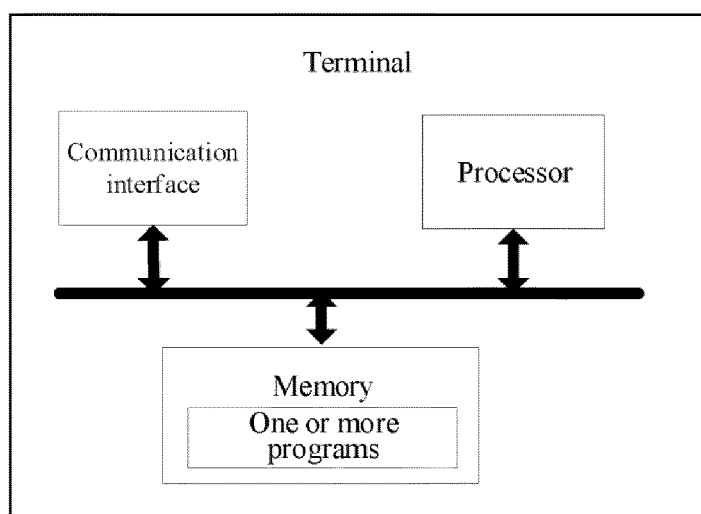 Terminal
Communication
interface
Processor
Memory
One or more
programs